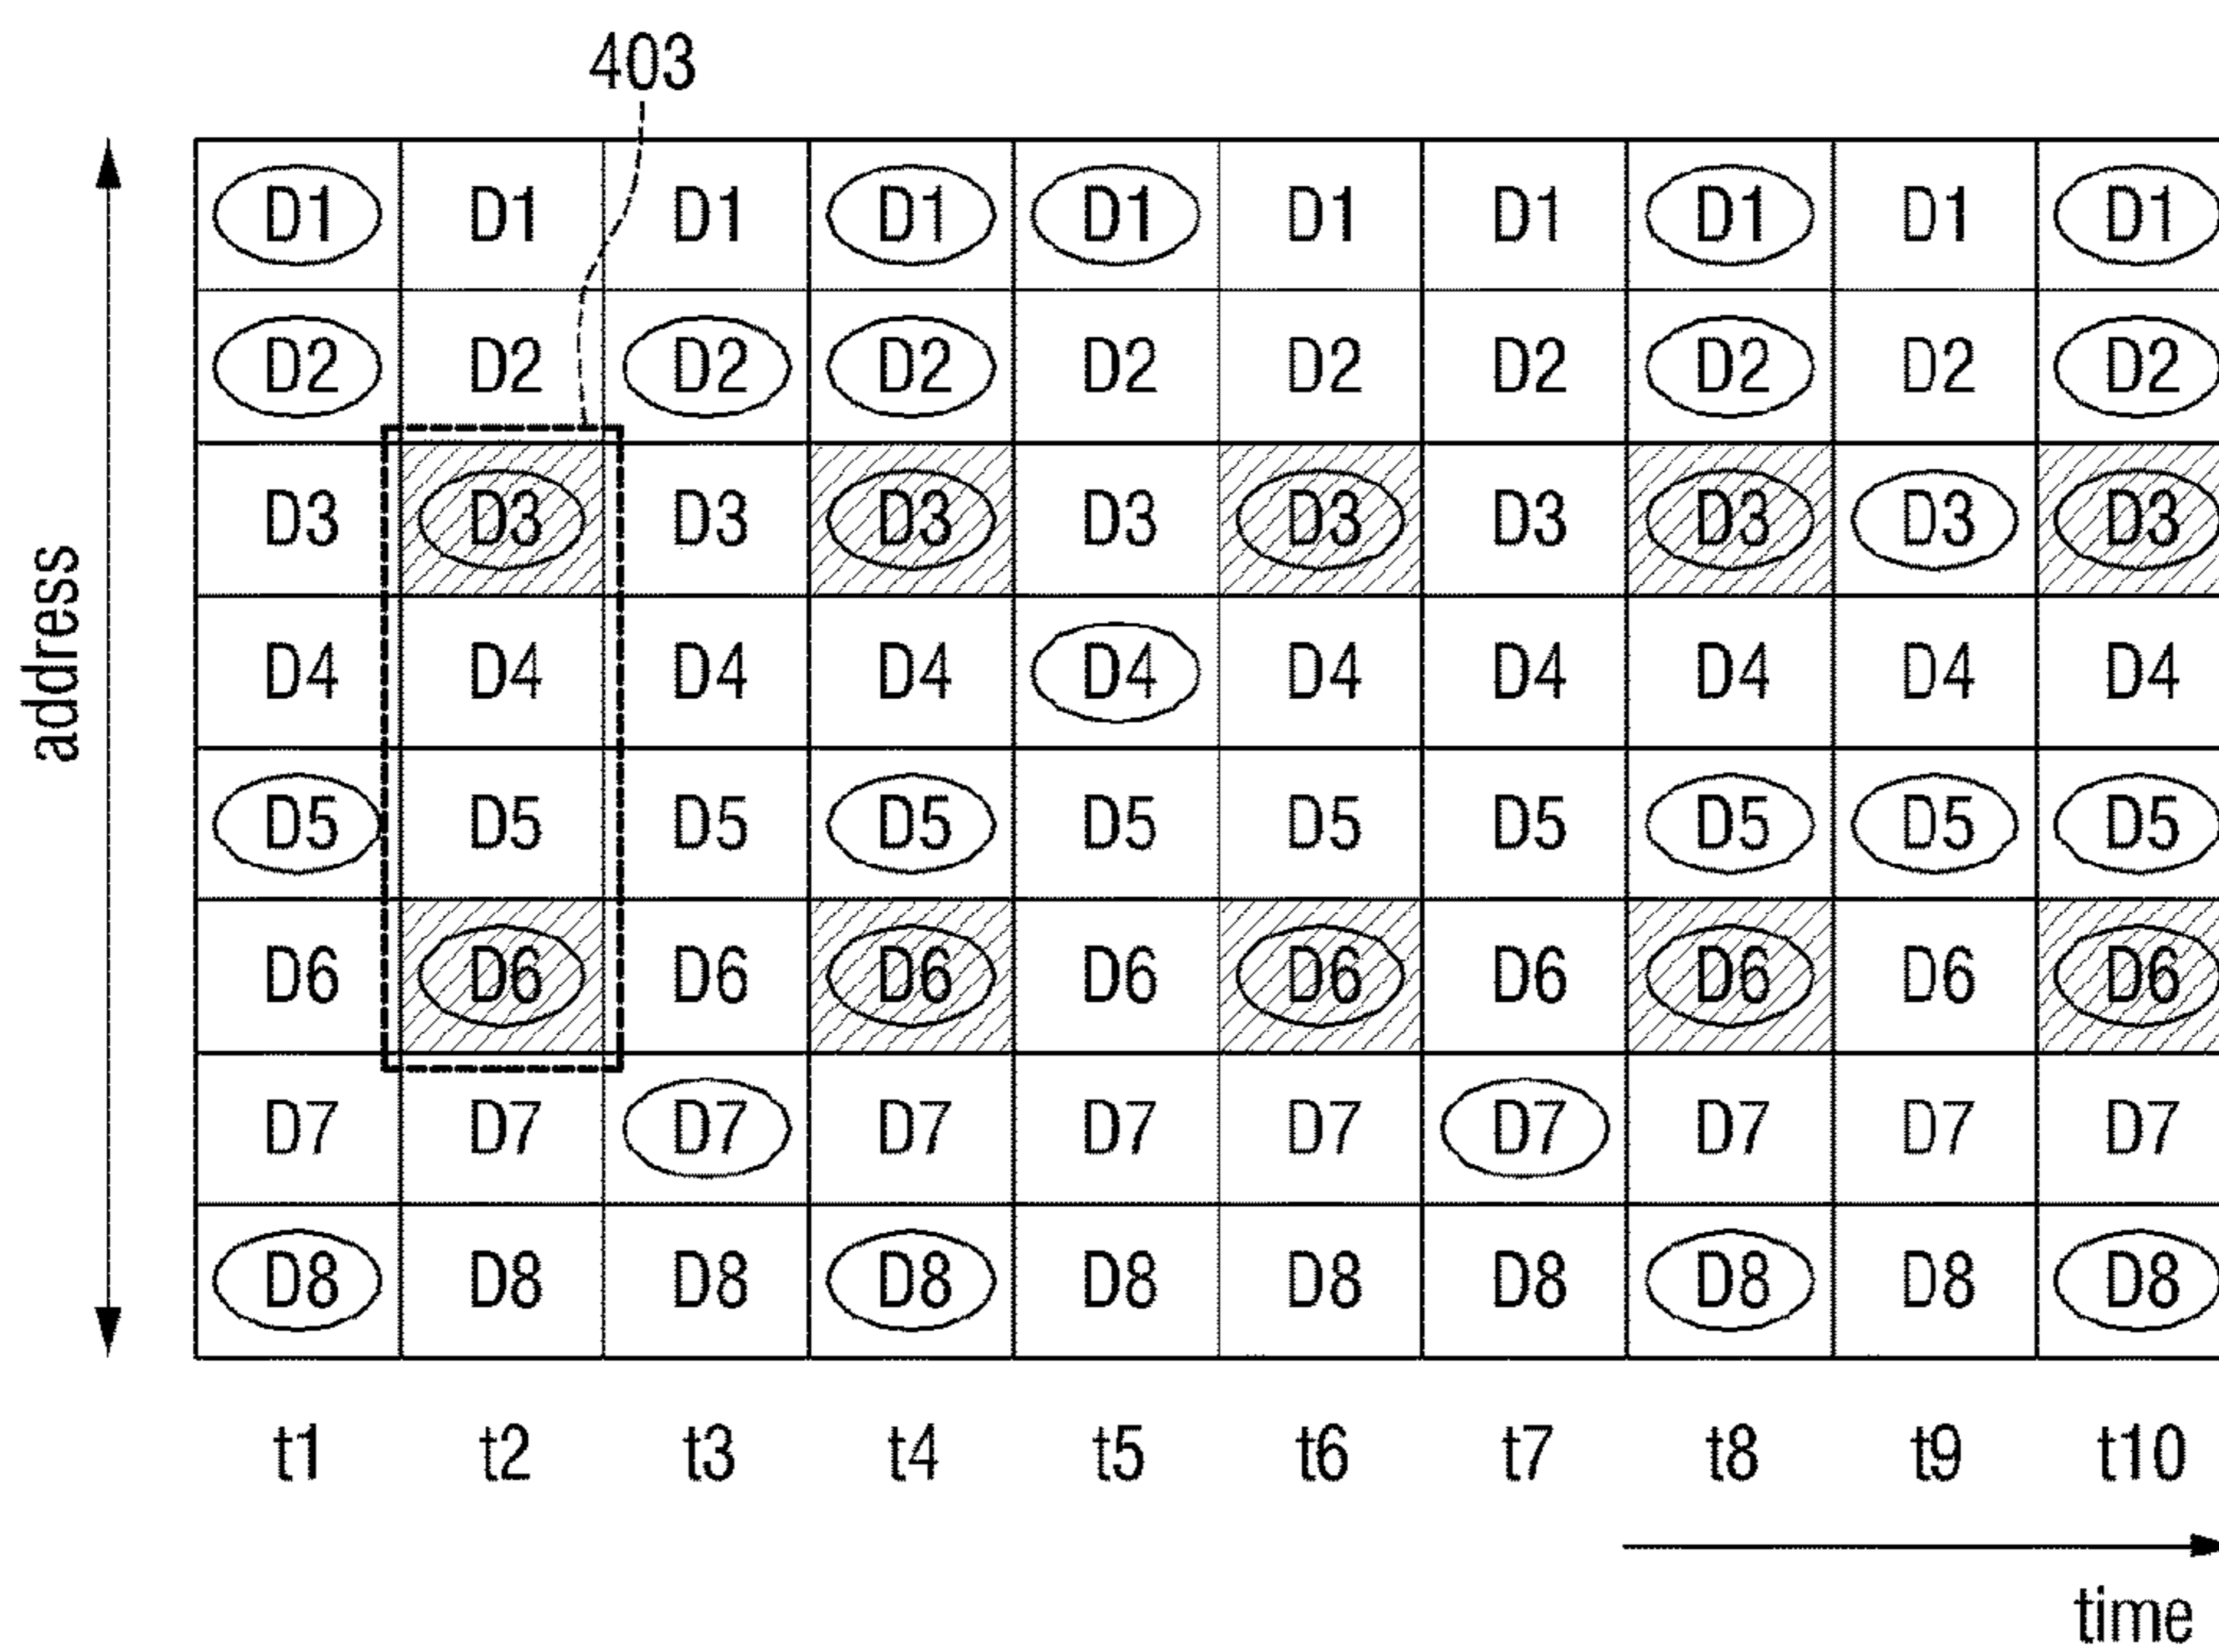 403
D1 D1 D1 D1 D1 D1 D1 D1 D1 D1
D2 D2 D2 D2 D2 D2 D2 D2 D2 D2
D3 D3 D3 D3 D3 D3 D3 D3 D3 D3
address
D4 D4 D4 D4 D4 D4 D4 D4 D4 D4
D5 D5 D5 D5 D5 D5 D5 D5 D5 D5
D6 D6 D6 D6 D6 D6 D6 D6 D6 D6
D7 D7 D7 D7 D7 D7 D7 D7 D7 D7
D8 D8 D8 D8 D8 D8 D8 D8 D8 D8
t1 t2 t3 t4 t5 t6 t7 t8 t9 t10
time